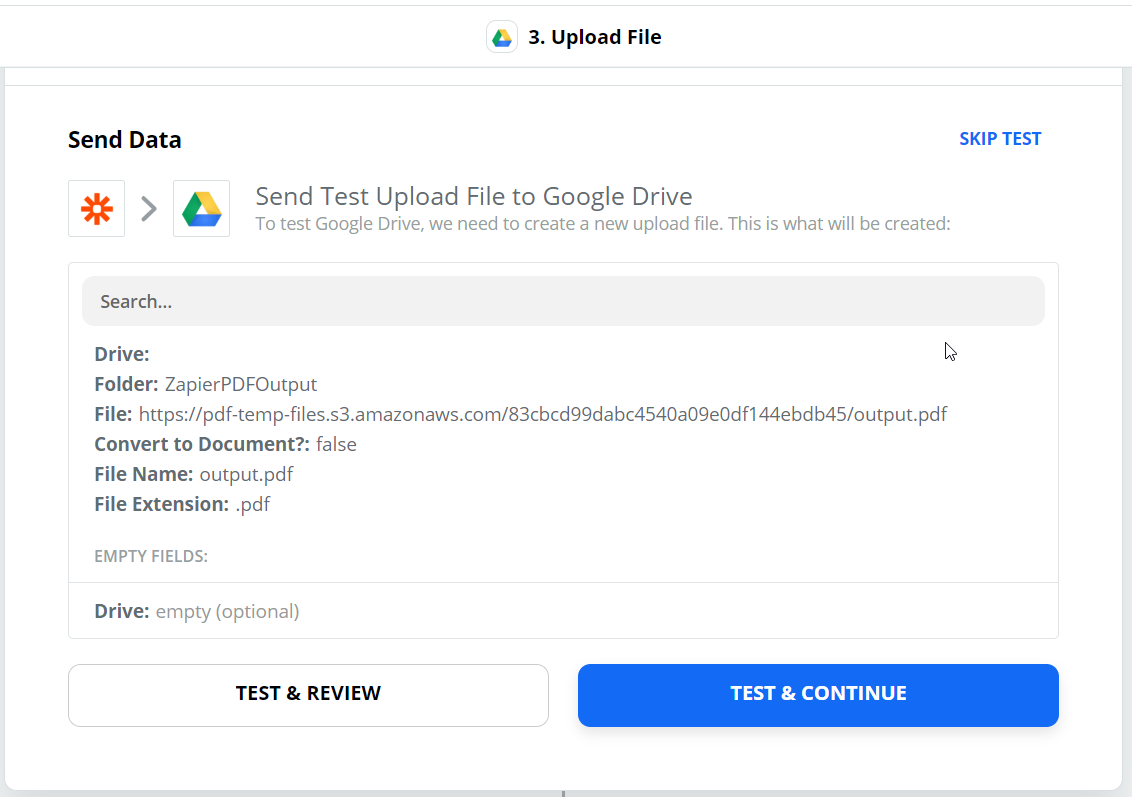 3. Upload File
Send Data
SKIP TEST
Send Test Upload File to Google Drive
To test Google Drive, we need to create a new upload file. This is what will be created:
Search...
Drive:
Folder: ZapierPDFOutput
File: https://pdf-temp-files.s3.amazonaws.com/83cbcd99dabc4540a09e0df144ebdb45/output.pdf
Convert to Document?: false
File Name: output.pdf
File Extension: .pdf
EMPTY FIELDS:
Drive: empty (optional)
TEST & REVIEW
TEST & CONTINUE